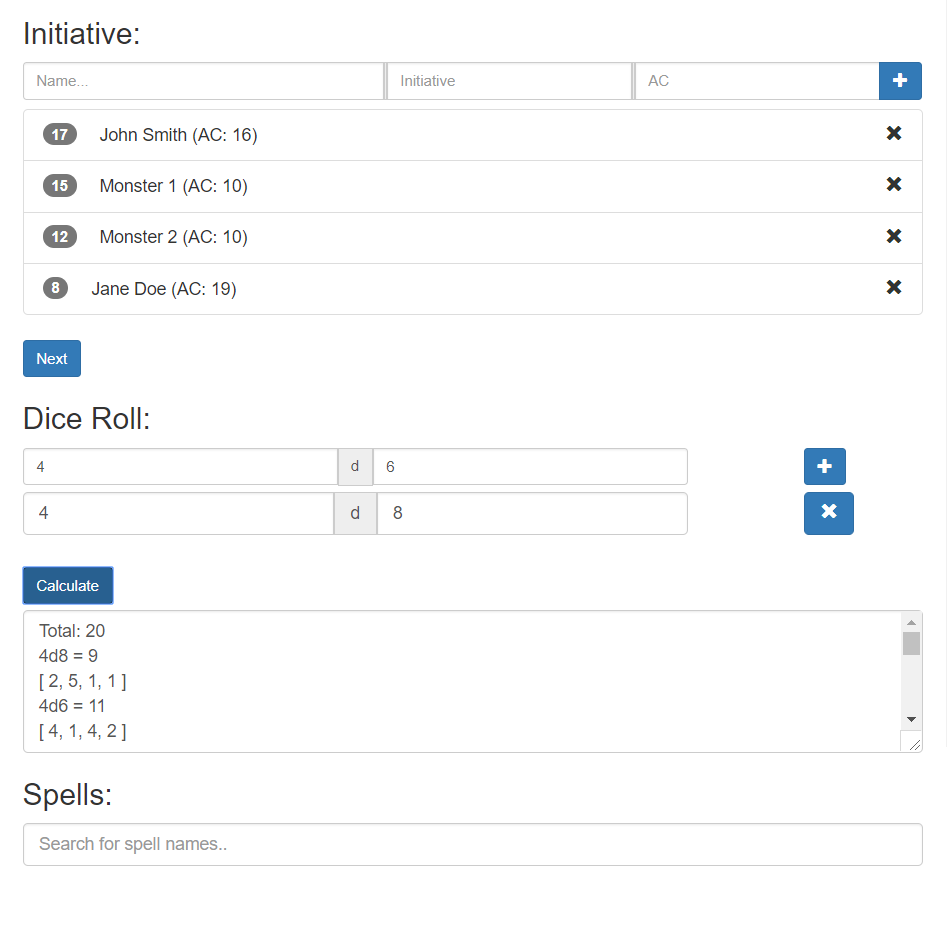 Initiative:
Name... Initiative AC
17 John Smith (AC: 16)
15 Monster 1 (AC: 10)
12 Monster 2 (AC: 10)
8 Jane Doe (AC: 19)
Next
Dice Roll:
4 d 6
4 d 8
Calculate
Total: 20
4d8 = 9
[ 2, 5, 1, 1 ]
4d6 = 11
[ 4, 1, 4, 2 ]
Spells:
Search for spell names..